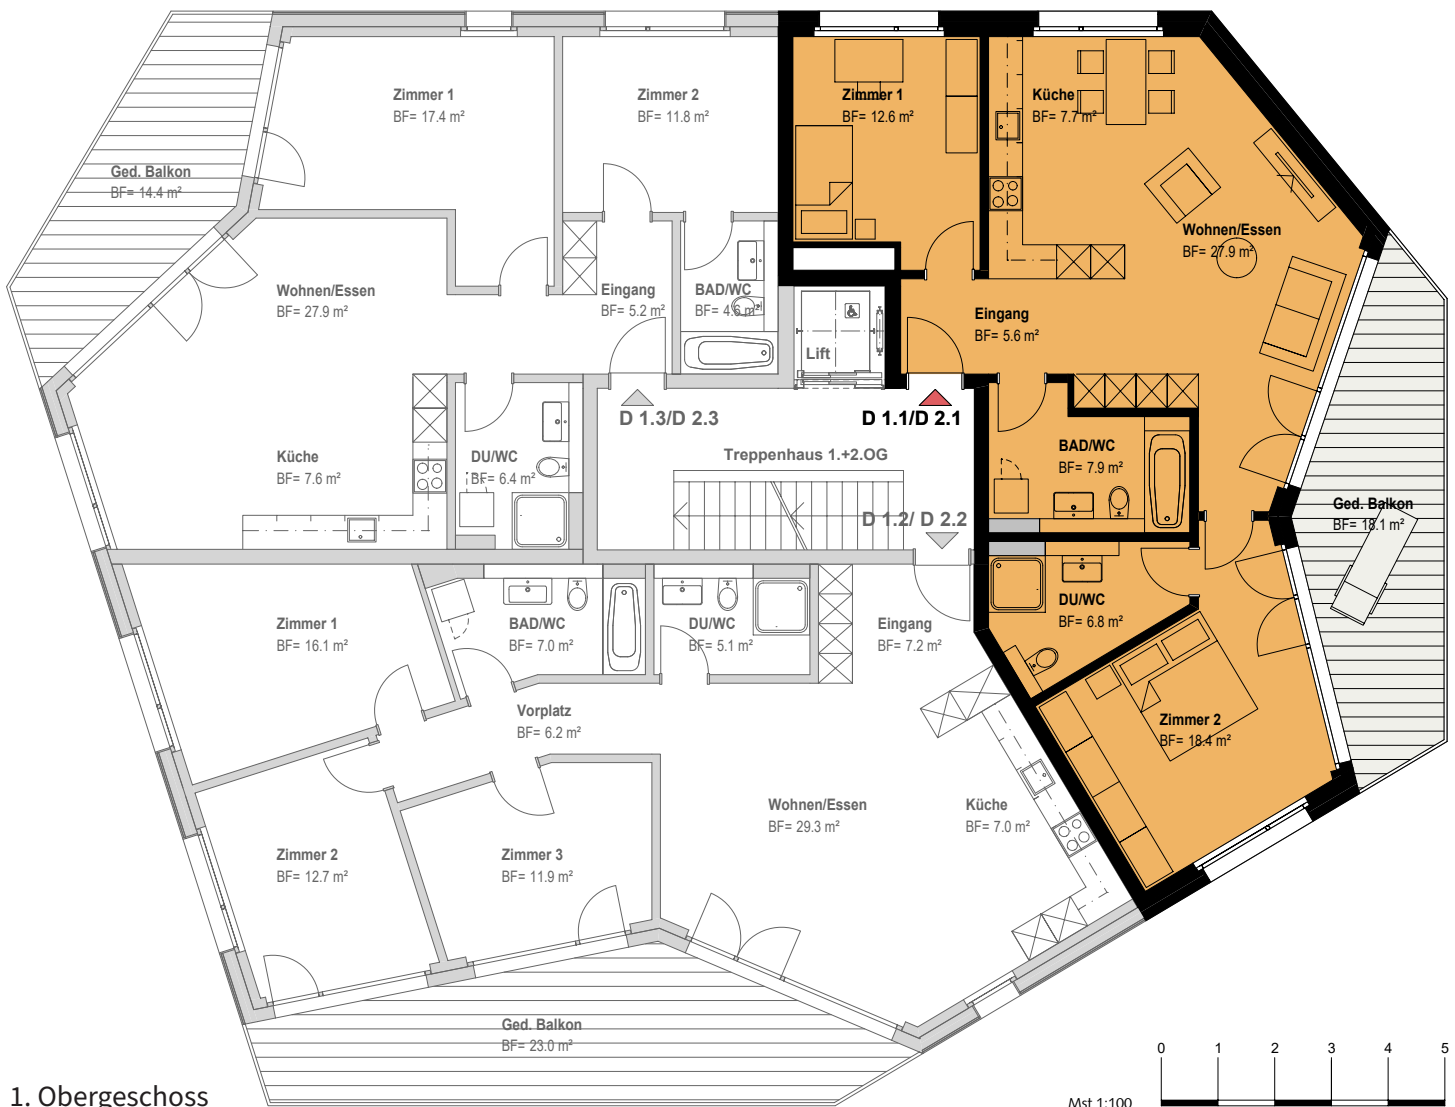 Zimmer 1
BF= 17.4 m²
Zimmer 2
BF= 11.8 m²
Zimmer 1
BF= 12.6 m²
Küche
BF= 7.7 m²
Ged. Balkon
BF= 14.4 m²
Wohnen/Essen
BF= 27.9 m²
Wohnen/Essen
BF= 27.9 m²
Eingang
BF= 5.2 m²
BAD/WC
BF= 4.6 m²
Eingang
BF= 5.6 m²
Lift
D 1.3/D 2.3
D 1.1/D 2.1
Küche
BF= 7.6 m²
DU/WC
BF= 6.4 m²
Treppenhaus 1.+2.OG
BAD/WC
BF= 7.9 m²
D 1.2/ D 2.2
Ged. Balkon
BF= 18.1 m²
Zimmer 1
BF= 16.1 m²
BAD/WC
BF= 7.0 m²
DU/WC
BF= 5.1 m²
Eingang
BF= 7.2 m²
DU/WC
BF= 6.8 m²
Vorplatz
BF= 6.2 m²
Zimmer 2
BF= 18.4 m²
Wohnen/Essen
BF= 29.3 m²
Küche
BF= 7.0 m²
Zimmer 2
BF= 12.7 m²
Zimmer 3
BF= 11.9 m²
Ged. Balkon
BF= 23.0 m²
0 1 2 3 4 5
1. Obergeschoss
Mst 1:100